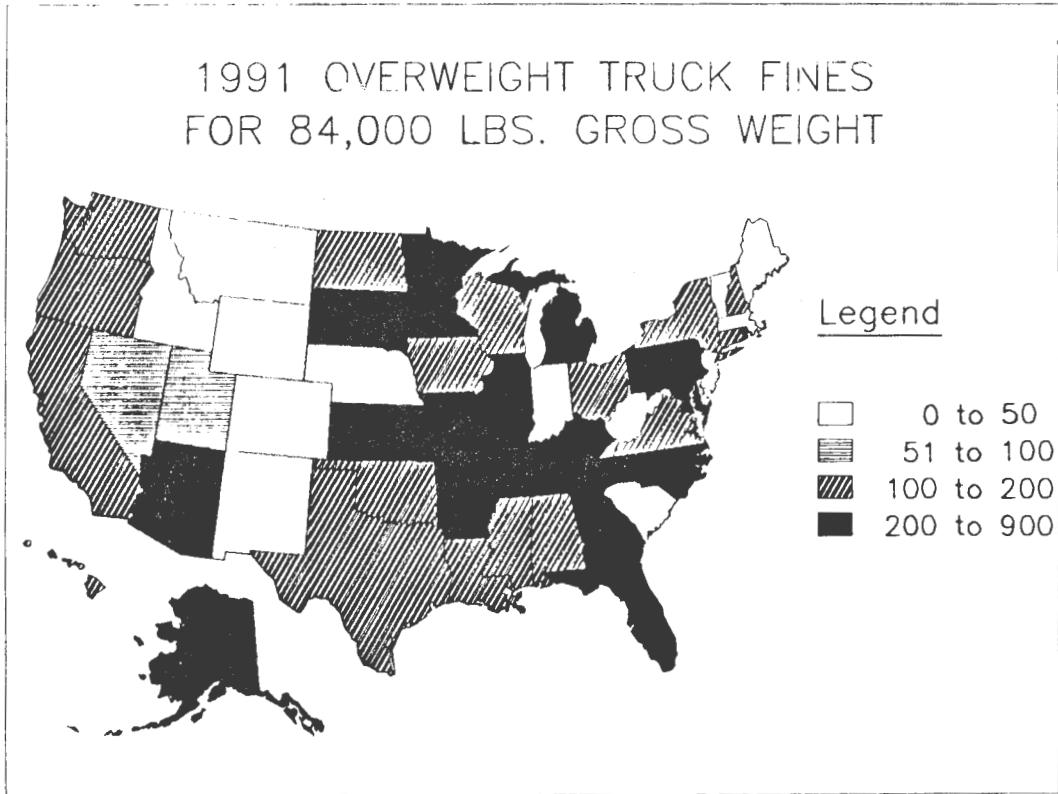 1991 OVERWEIGHT TRUCK FINES
FOR 84,000 LBS. GROSS WEIGHT
Legend
0 to 50
51 to 100
100 to 200
200 to 900